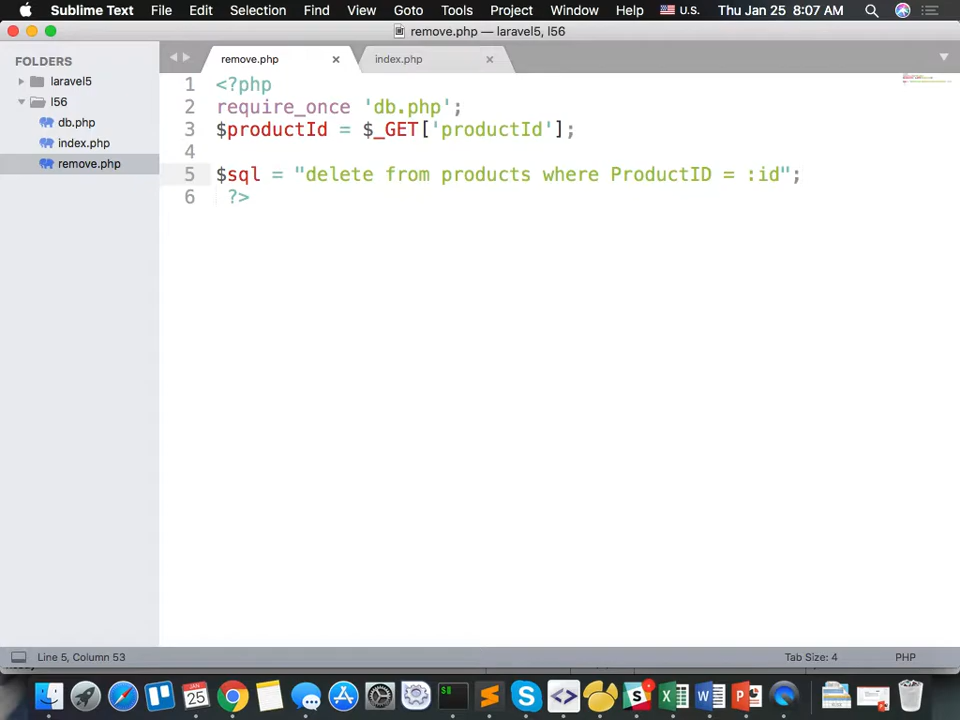 Sublime Text File Edit Selection Find View Goto Tools Project Window Help U.S. Thu Jan 25 8:07 AM
remove.php — laravel5, l56
FOLDERS
laravel5
l56
db.php
index.php
remove.php
remove.php × index.php ×
1 <?php
2 require_once 'db.php';
3 $productId = $_GET['productId'];
4
5 $sql = "delete from products where ProductID = :id";
6 ?>
Line 5, Column 53 Tab Size: 4 PHP
JAN
25